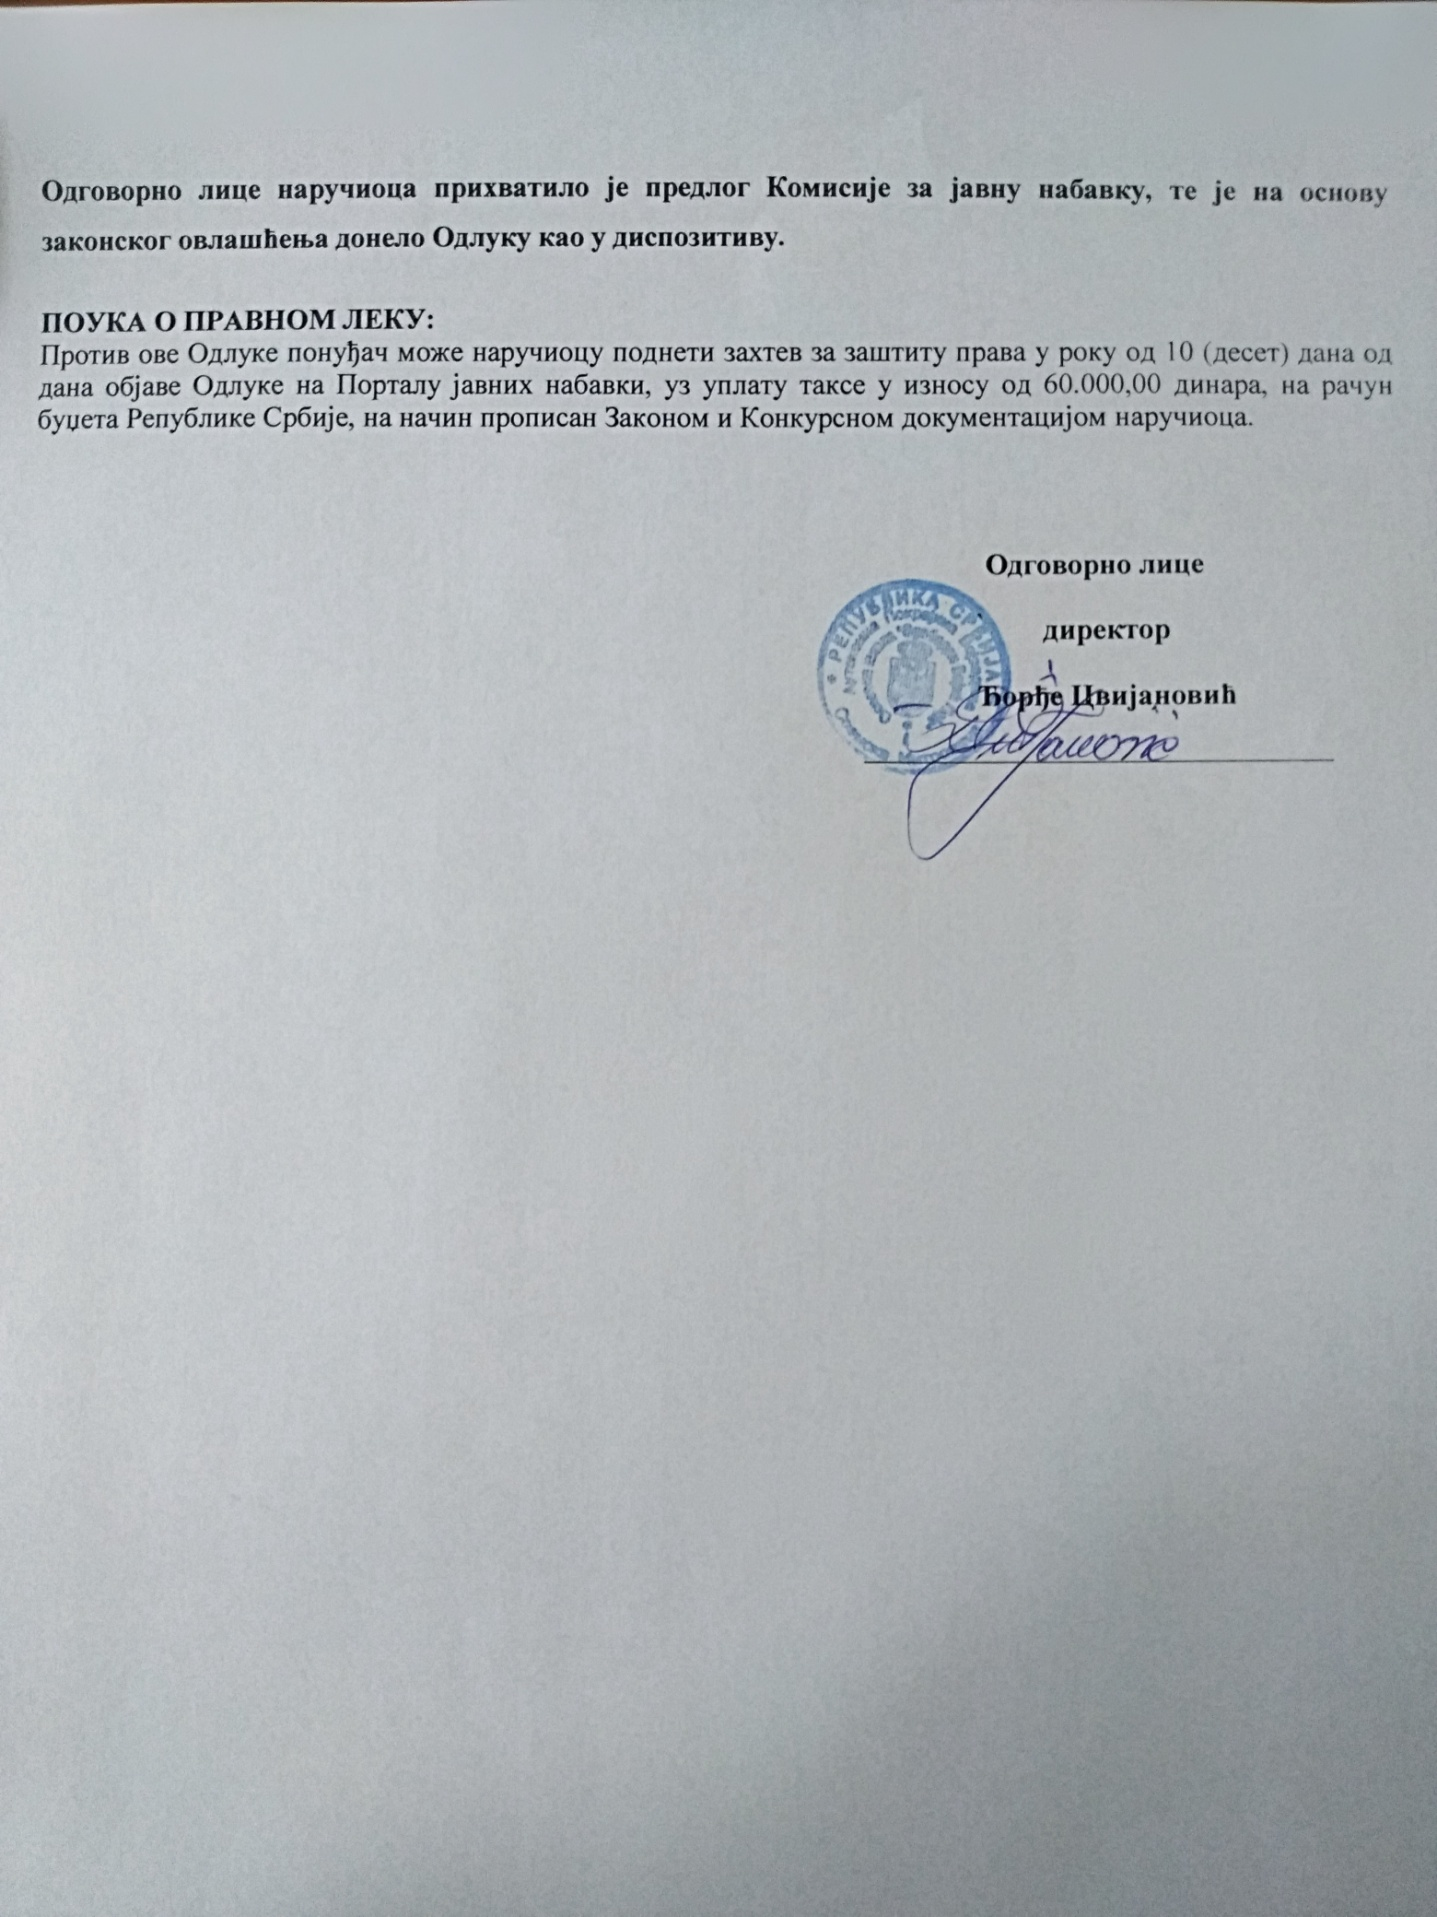 Одговорно лице наручиоца прихватило је предлог Комисије за јавну набавку, те је на основу
законског овлашћења донело Одлуку као у диспозитиву.
ПОУКА О ПРАВНОМ ЛЕКУ:
Против ове Одлуке понуђач може наручиоцу поднети захтев за заштиту права у року од 10 (десет) дана од
дана објаве Одлуке на Порталу јавних набавки, уз уплату таксе у износу од 60.000,00 динара, на рачун
буџета Републике Србије, на начин прописан Законом и Конкурсном документацијом наручиоца.
Одговорно лице
директор
Ђорђе Цвијановић
РЕПУБЛИКА СРБИЈА